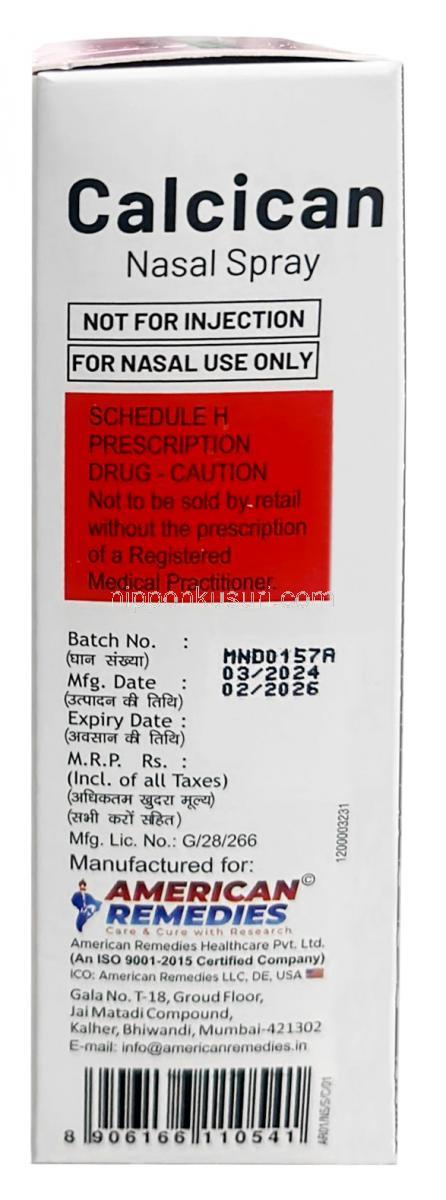 Calcican
Nasal Spray
NOT FOR INJECTION
FOR NASAL USE ONLY
SCHEDULE H
PRESCRIPTION
DRUG - CAUTION
Not to be sold by retail
without the prescription
of a Registered
Medical Practitioner.
nipponkusuri.com
Batch No. :
(घान संख्या)
MND0157A
Mfg. Date :
03/2024
(उत्पादन की तिथि)
02/2026
Expiry Date :
(अवसान की तिथि)
M.R.P. Rs. :
(Incl. of all Taxes)
(अधिकतम खुदरा मूल्य)
(सभी करों सहित)
Mfg. Lic. No.: G/28/266
1200003231
Manufactured for:
AMERICAN©
REMEDIES
Care & Cure with Research
American Remedies Healthcare Pvt. Ltd.
(An ISO 9001-2015 Certified Company)
ICO: American Remedies LLC, DE, USA
Gala No. T-18, Groud Floor,
Jai Matadi Compound,
Kalher, Bhiwandi, Mumbai-421302
E-mail: info@americanremedies.in
8 906166 110541
AR01/NS/S/C/01